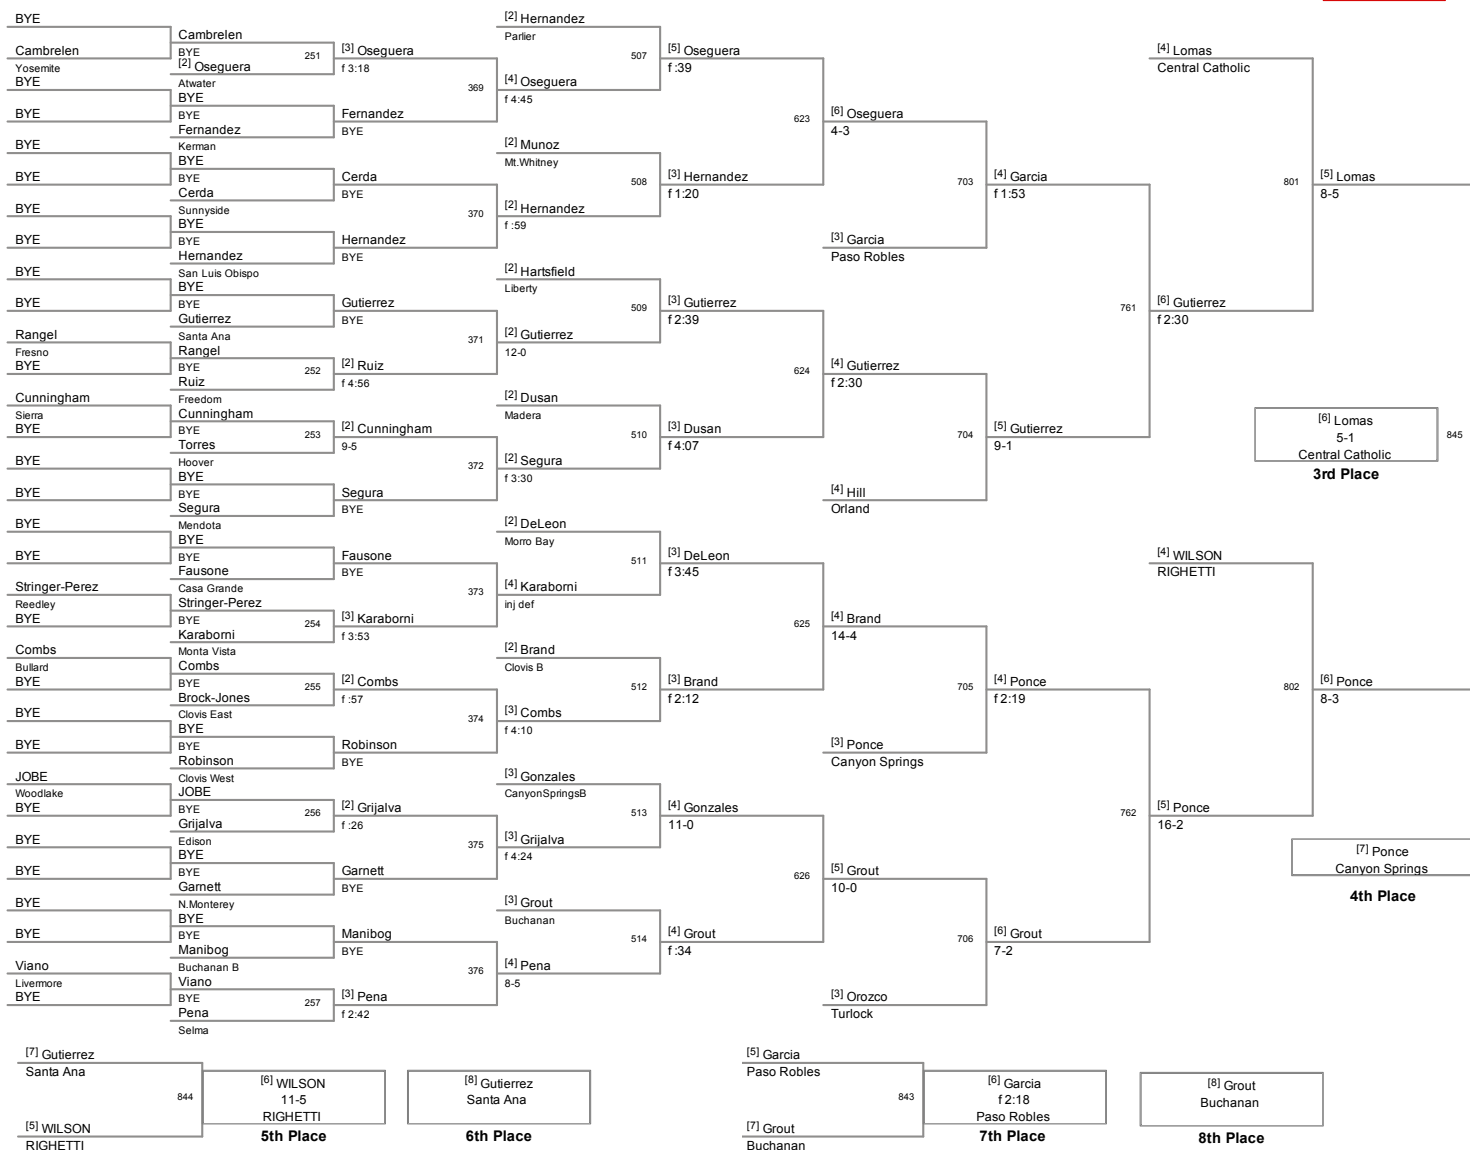 BYE
Cambrelen
Yosemite
BYE
BYE
BYE
BYE
BYE
BYE
BYE
BYE
Rangel
Fresno
BYE
Cunningham
Sierra
BYE
BYE
BYE
BYE
BYE
Stringer-Perez
Reedley
BYE
Combs
Bullard
BYE
BYE
BYE
JOBE
Woodlake
BYE
BYE
BYE
BYE
BYE
Viano
Livermore
BYE
Cambrelen
BYE
251
[2] Oseguera
Atwater
BYE
BYE
Fernandez
Kerman
BYE
BYE
Cerda
Sunnyside
BYE
BYE
Hernandez
San Luis Obispo
BYE
BYE
Gutierrez
Santa Ana
Rangel
BYE
252
Ruiz
Freedom
Cunningham
BYE
253
Torres
Hoover
BYE
BYE
Segura
Mendota
BYE
BYE
Fausone
Casa Grande
Stringer-Perez
BYE
254
Karaborni
Monta Vista
Combs
BYE
255
Brock-Jones
Clovis East
BYE
BYE
Robinson
Clovis West
JOBE
BYE
256
Grijalva
Edison
BYE
BYE
Garnett
N.Monterey
BYE
BYE
Manibog
Buchanan B
Viano
BYE
257
Pena
Selma
[3] Oseguera
f 3:18
369
Fernandez
BYE
Cerda
BYE
370
Hernandez
BYE
Gutierrez
BYE
371
[2] Ruiz
f 4:56
[2] Cunningham
9-5
372
Segura
BYE
Fausone
BYE
373
[3] Karaborni
f 3:53
[2] Combs
f :57
374
Robinson
BYE
[2] Grijalva
f :26
375
Garnett
BYE
Manibog
BYE
376
[3] Pena
f 2:42
[2] Hernandez
Parlier
507
[4] Oseguera
f 4:45
[2] Munoz
Mt.Whitney
508
[2] Hernandez
f :59
[2] Hartsfield
Liberty
509
[2] Gutierrez
12-0
[2] Dusan
Madera
510
[2] Segura
f 3:30
[2] DeLeon
Morro Bay
511
[4] Karaborni
inj def
[2] Brand
Clovis B
512
[3] Combs
f 4:10
[3] Gonzales
CanyonSpringsB
513
[3] Grijalva
f 4:24
[3] Grout
Buchanan
514
[4] Pena
8-5
[5] Oseguera
f :39
623
[3] Hernandez
f 1:20
[3] Gutierrez
f 2:39
624
[3] Dusan
f 4:07
[3] DeLeon
f 3:45
625
[3] Brand
f 2:12
[4] Gonzales
11-0
626
[4] Grout
f :34
[6] Oseguera
4-3
703
[3] Garcia
Paso Robles
[4] Gutierrez
f 2:30
704
[4] Hill
Orland
[4] Brand
14-4
705
[3] Ponce
Canyon Springs
[5] Grout
10-0
706
[3] Orozco
Turlock
[4] Garcia
f 1:53
761
[5] Gutierrez
9-1
[4] Ponce
f 2:19
762
[6] Grout
7-2
[4] Lomas
Central Catholic
801
[6] Gutierrez
f 2:30
[4] WILSON
RIGHETTI
802
[5] Ponce
16-2
[5] Lomas
8-5
[6] Lomas
5-1
845
Central Catholic
3rd Place
[6] Ponce
8-3
[7] Ponce
Canyon Springs
4th Place
[7] Gutierrez
Santa Ana
844
[5] WILSON
RIGHETTI
[6] WILSON
11-5
RIGHETTI
5th Place
[8] Gutierrez
Santa Ana
6th Place
[5] Garcia
Paso Robles
843
[7] Grout
Buchanan
[6] Garcia
f 2:18
Paso Robles
7th Place
[8] Grout
Buchanan
8th Place